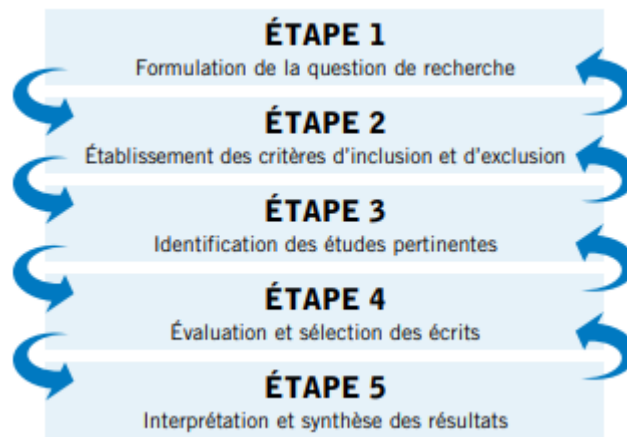 ÉTAPE 1
Formulation de la question de recherche
ÉTAPE 2
Établissement des critères d'inclusion et d'exclusion
ÉTAPE 3
Identification des études pertinentes
ÉTAPE 4
Évaluation et sélection des écrits
ÉTAPE 5
Interprétation et synthèse des résultats